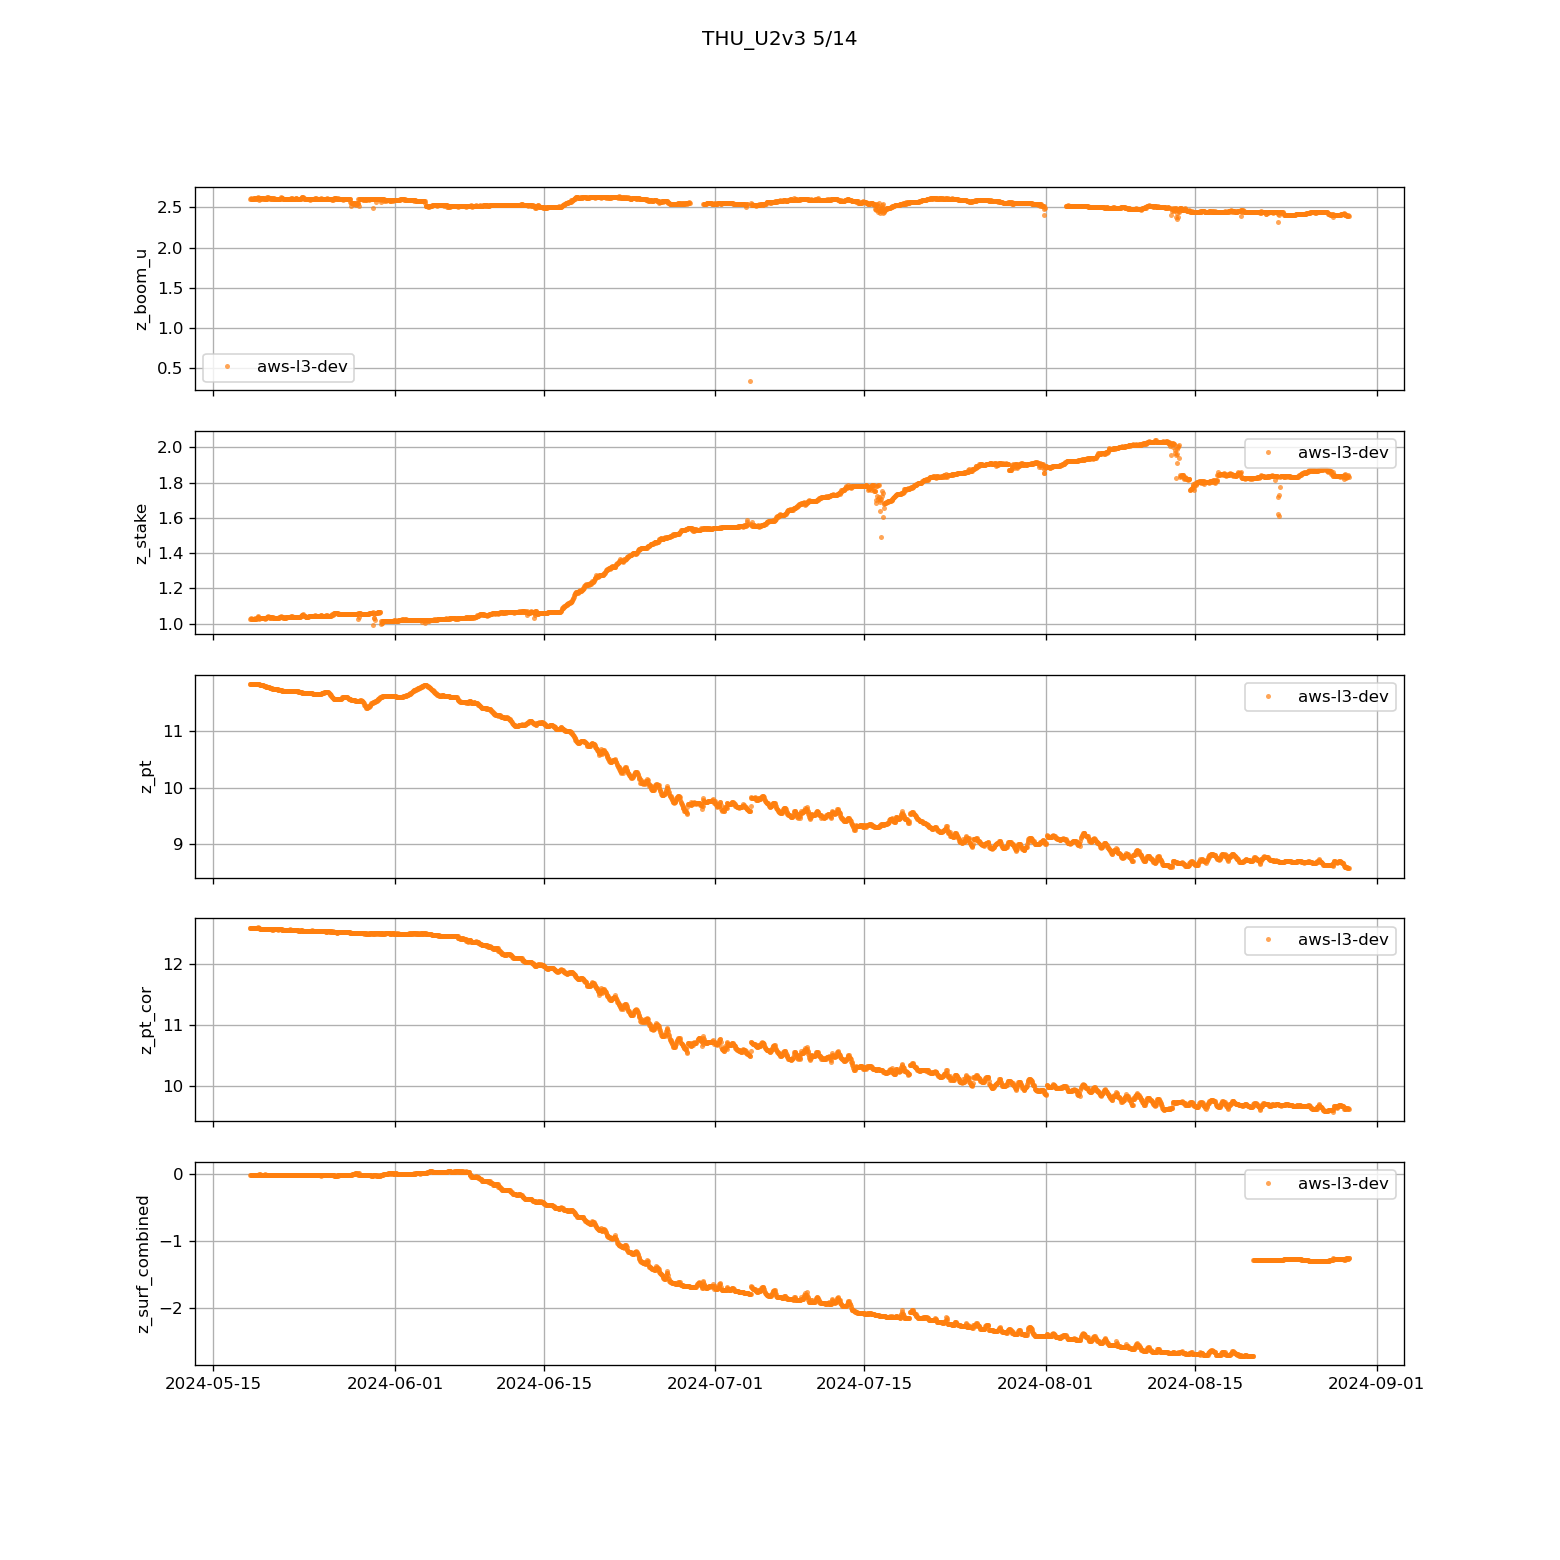 THU_U2v3 5/14
2.5
2.0
1.5
1.0
0.5
z_boom_u
aws-l3-dev
2.0
1.8
1.6
1.4
1.2
1.0
z_stake
aws-l3-dev
11
10
9
z_pt
aws-l3-dev
12
11
10
z_pt_cor
aws-l3-dev
0
−1
−2
z_surf_combined
aws-l3-dev
2024-05-15 2024-06-01 2024-06-15 2024-07-01 2024-07-15 2024-08-01 2024-08-15 2024-09-01